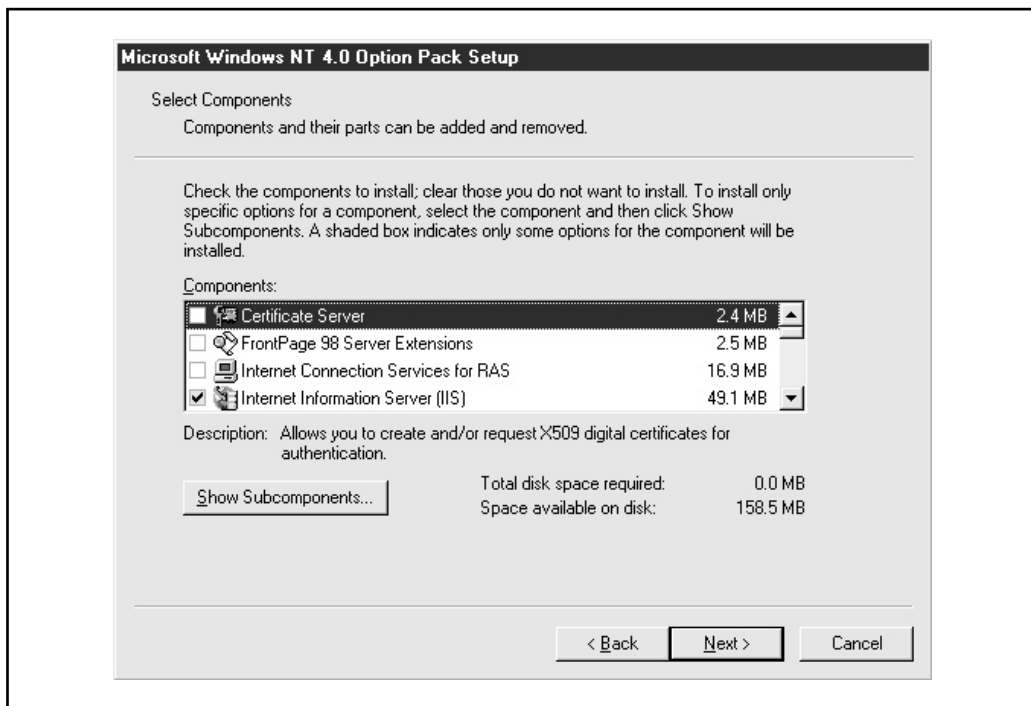 Microsoft Windows NT 4.0 Option Pack Setup
Select Components
Components and their parts can be added and removed.
Check the components to install; clear those you do not want to install. To install only
specific options for a component, select the component and then click Show
Subcomponents. A shaded box indicates only some options for the component will be
installed.
Components:
Certificate Server 2.4 MB
FrontPage 98 Server Extensions 2.5 MB
Internet Connection Services for RAS 16.9 MB
Internet Information Server (IIS) 49.1 MB
Description: Allows you to create and/or request X509 digital certificates for
authentication.
Show Subcomponents...
Total disk space required: 0.0 MB
Space available on disk: 158.5 MB
< Back Next > Cancel